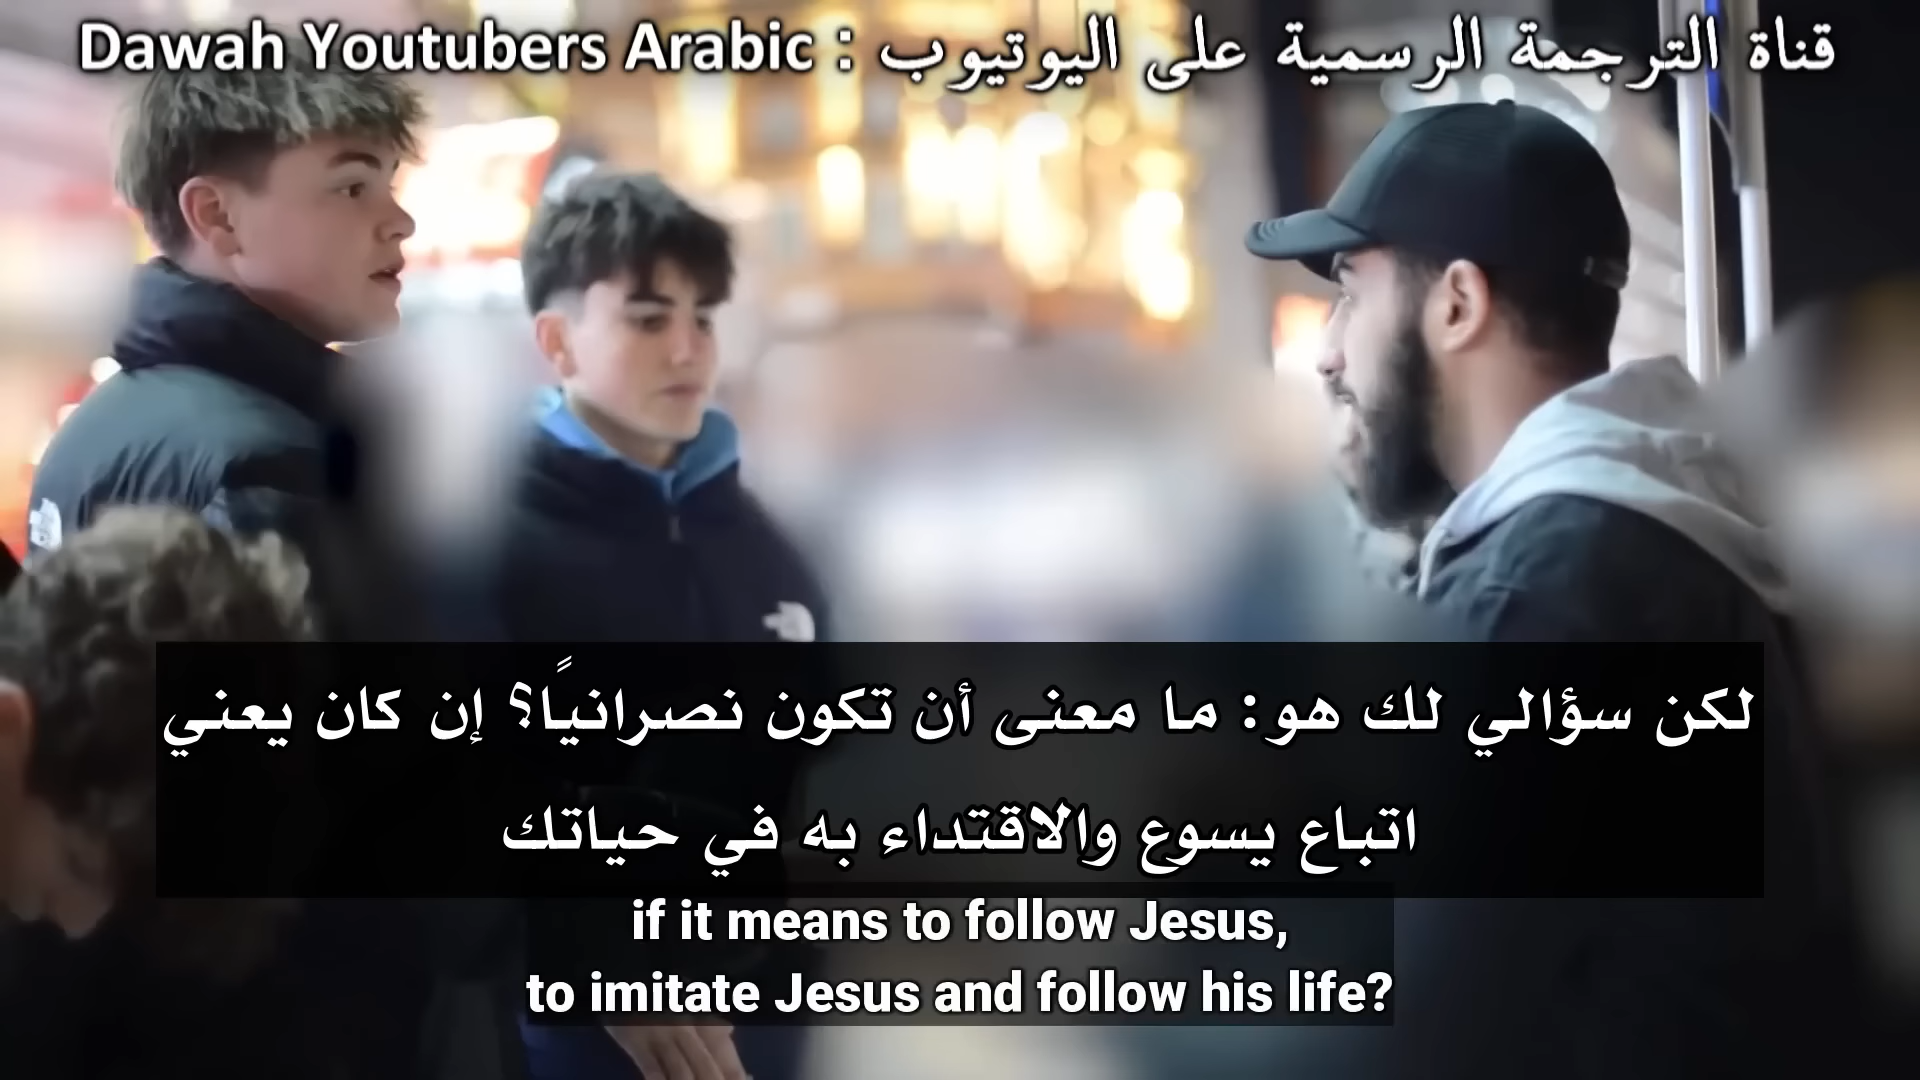 قناة الترجمة الرسمية على اليوتيوب : Dawah Youtubers Arabic
لكن سؤالي لك هو: ما معنى أن تكون نصرانياً؟ إن كان يعني
اتباع يسوع والاقتداء به في حياتك
if it means to follow Jesus,
to imitate Jesus and follow his life?